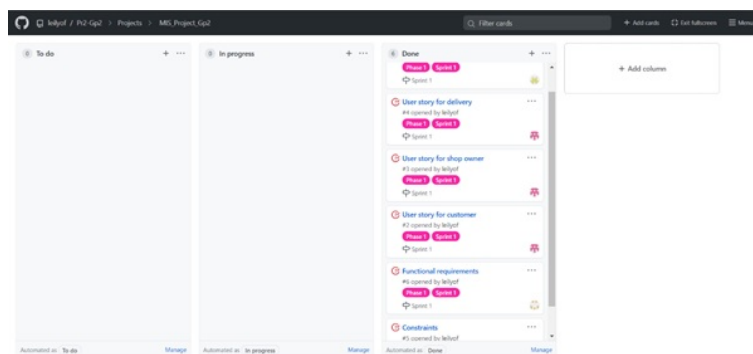 leilyof / Pr2-Gp2 > Projects > MIS_Project_Gp2
Filter cards
+ Add cards
Exit fullscreen
Menu
0 To do
0 In progress
6 Done
+ Add column
Phase 1 Sprint 1
Sprint 1
User story for delivery
#4 opened by leilyof
Phase 1 Sprint 1
Sprint 1
User story for shop owner
#3 opened by leilyof
Phase 1 Sprint 1
Sprint 1
User story for customer
#2 opened by leilyof
Phase 1 Sprint 1
Sprint 1
Functional requirements
#6 opened by leilyof
Phase 1 Sprint 1
Sprint 1
Constraints
#5 opened by leilyof
Automated as To do
Manage
Automated as In progress
Manage
Automated as Done
Manage